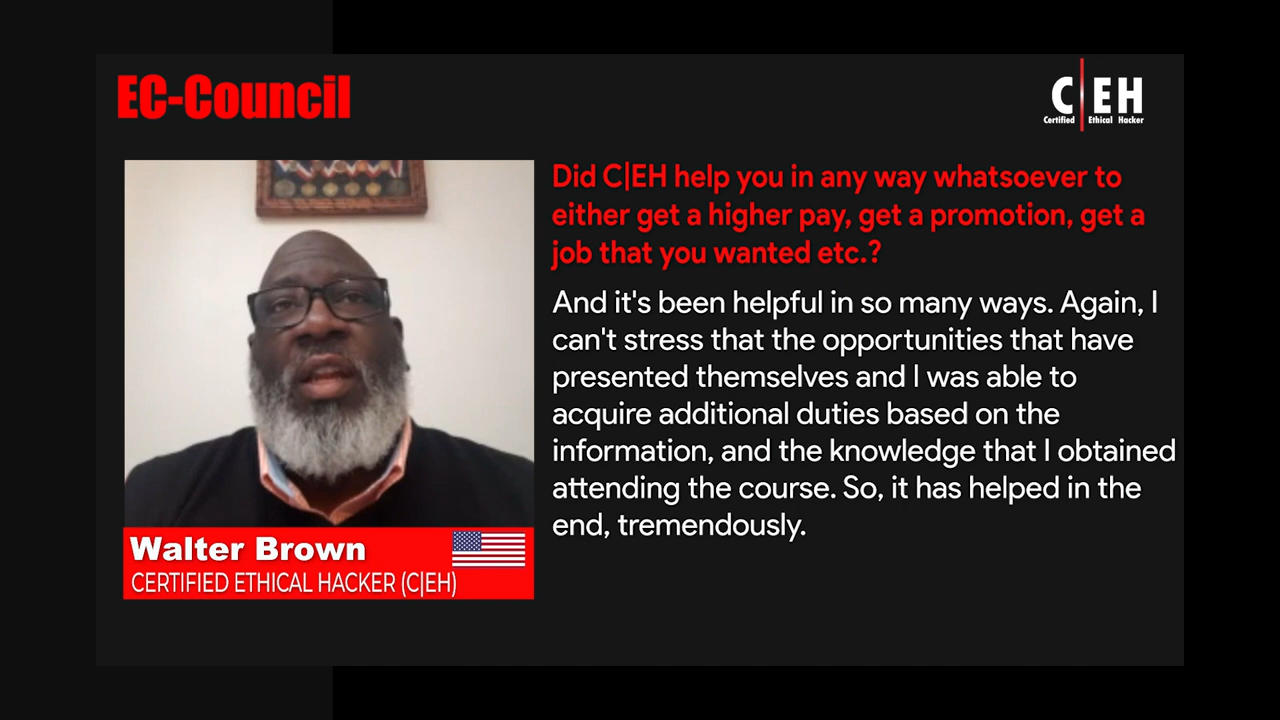 EC-Council
C|EH
Certified Ethical Hacker
Did C|EH help you in any way whatsoever to
either get a higher pay, get a promotion, get a
job that you wanted etc.?
And it's been helpful in so many ways. Again, I
can't stress that the opportunities that have
presented themselves and I was able to
acquire additional duties based on the
information, and the knowledge that I obtained
attending the course. So, it has helped in the
end, tremendously.
Walter Brown
CERTIFIED ETHICAL HACKER (C|EH)